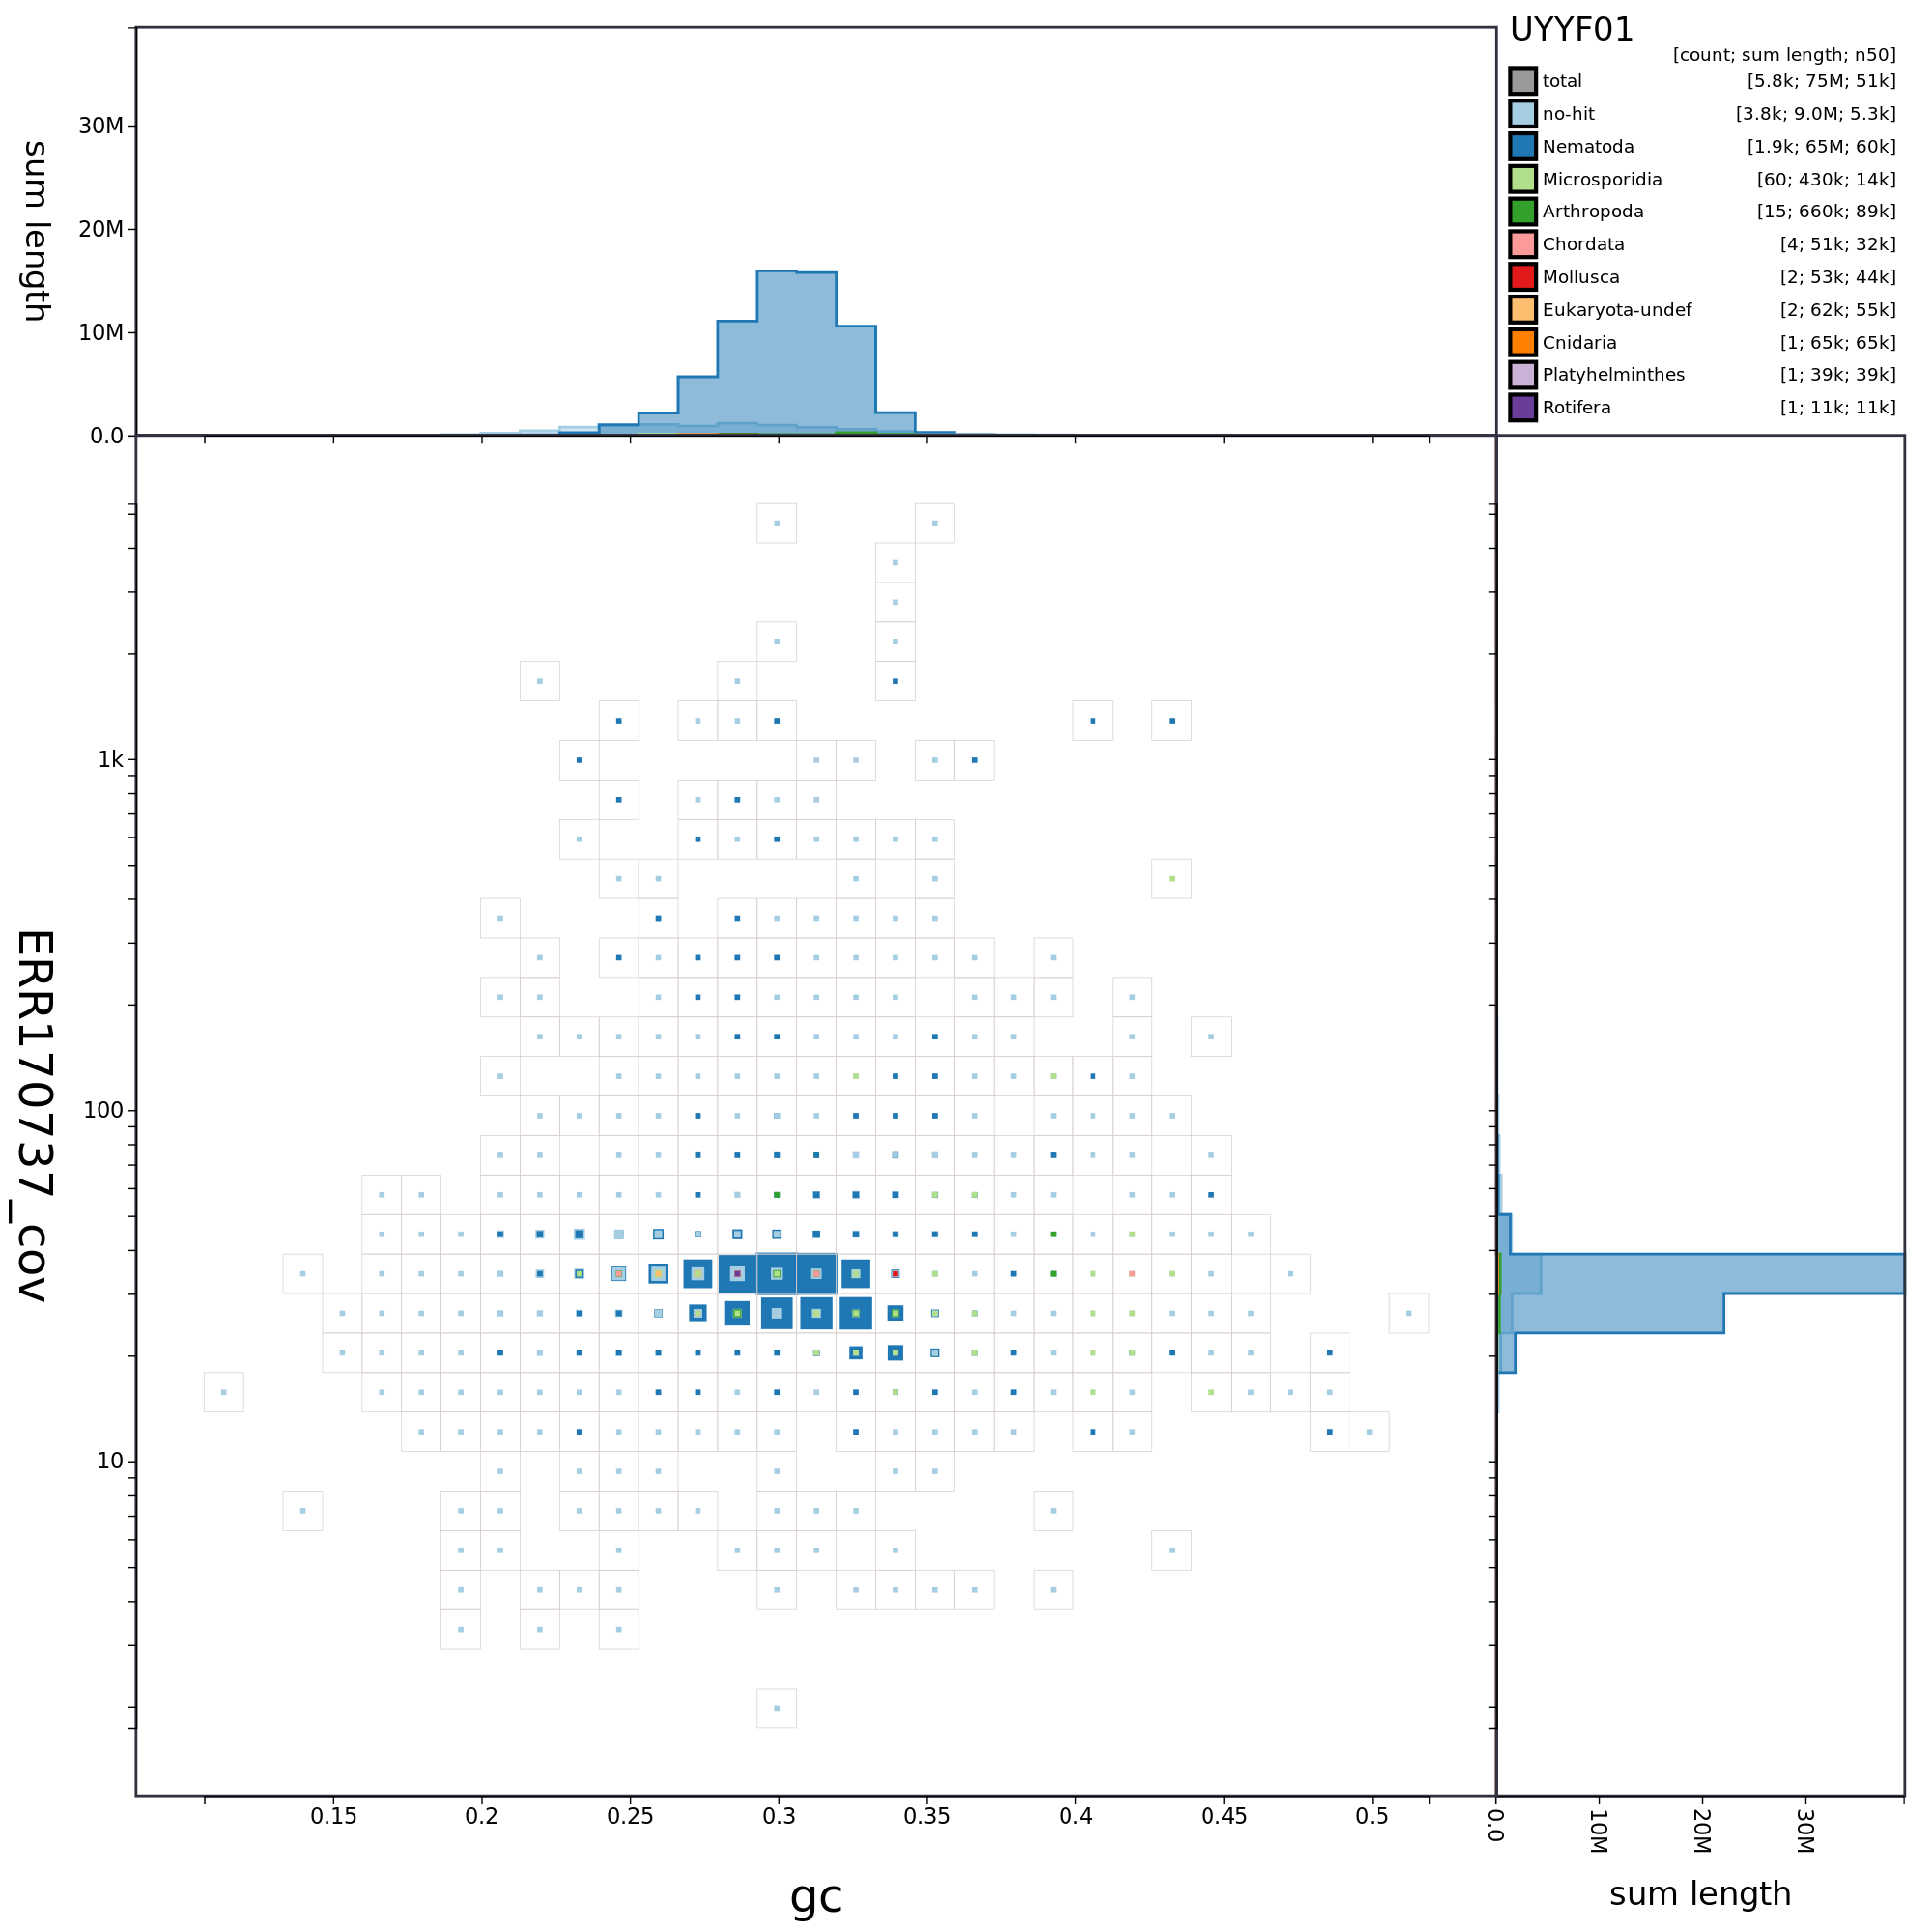 UYYF01
[count; sum length; n50]
total [5.8k; 75M; 51k]
no-hit [3.8k; 9.0M; 5.3k]
Nematoda [1.9k; 65M; 60k]
Microsporidia [60; 430k; 14k]
Arthropoda [15; 660k; 89k]
Chordata [4; 51k; 32k]
Mollusca [2; 53k; 44k]
Eukaryota-undef [2; 62k; 55k]
Cnidaria [1; 65k; 65k]
Platyhelminthes [1; 39k; 39k]
Rotifera [1; 11k; 11k]
sum length
30M
20M
10M
0.0
ERR170737_cov
1k
100
10
0.15 0.2 0.25 0.3 0.35 0.4 0.45 0.5
gc
0.0 10M 20M 30M
sum length